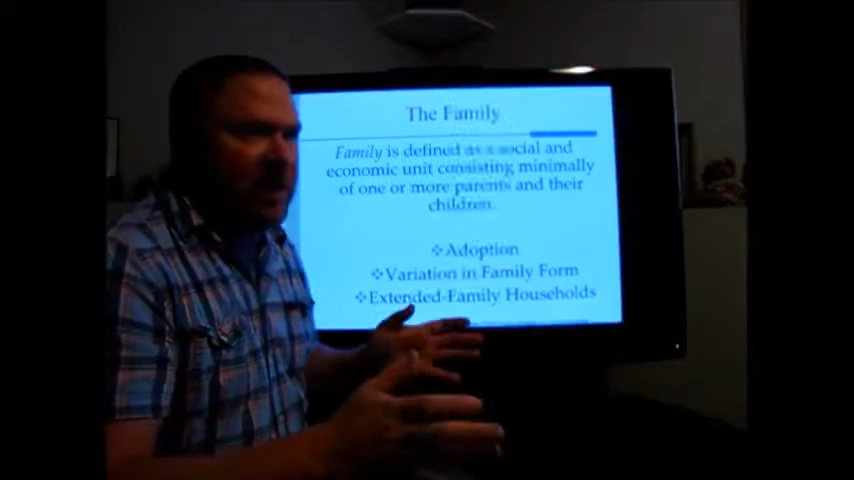 The Family
Family is defined as a social and
economic unit consisting minimally
of one or more parents and their
children.
❖Adoption
❖Variation in Family Form
❖Extended-Family Households